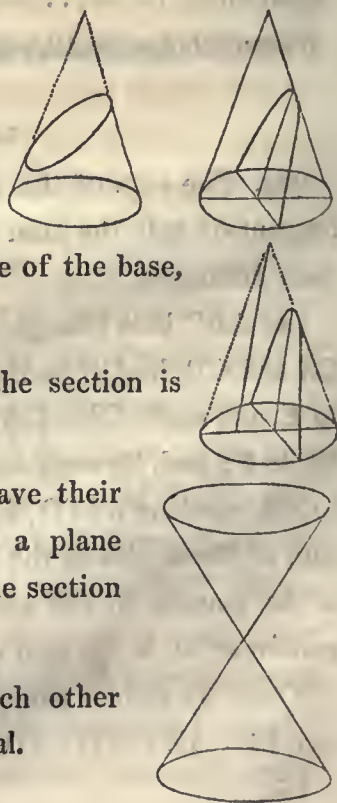 e of the base,
he section is
ave their
a plane
e section
ch other
al.